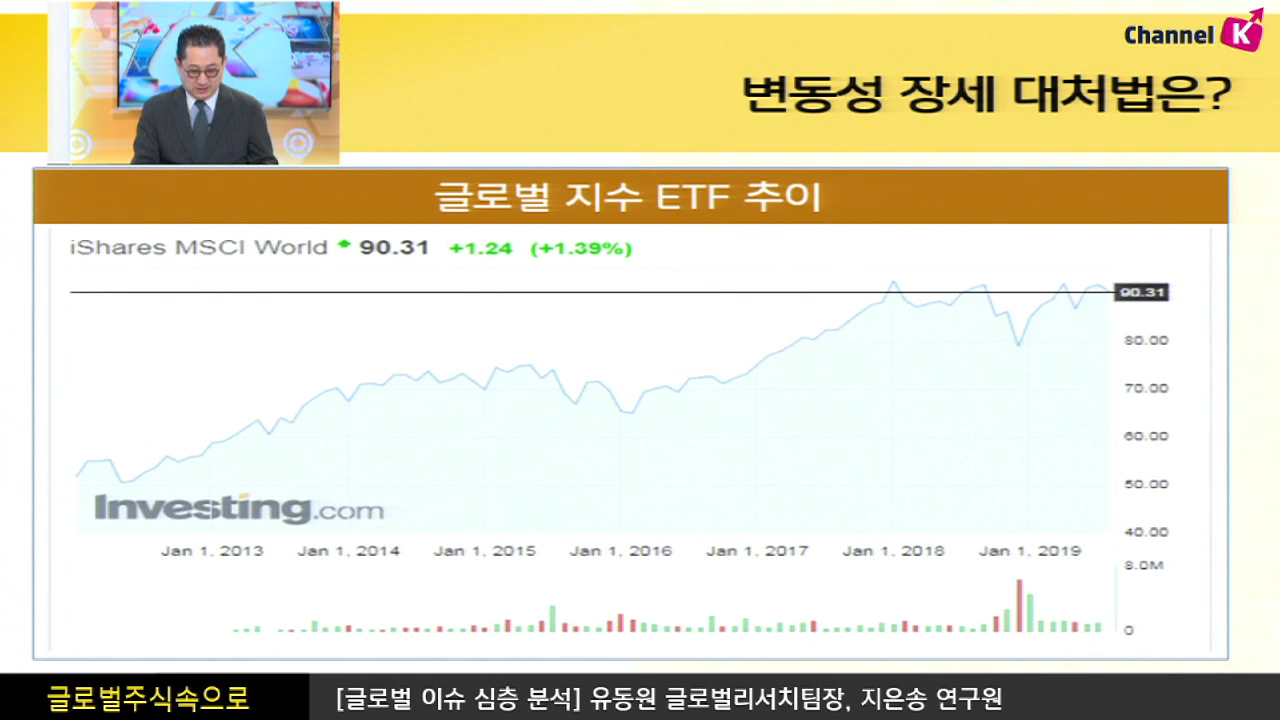 Channel K
변동성 장세 대처법은?
글로벌 지수 ETF 추이
iShares MSCI World 90.31 +1.24 (+1.39%)
90.31
80.00
70.00
60.00
50.00
40.00
Investing.com
Jan 1, 2013 Jan 1, 2014 Jan 1, 2015 Jan 1, 2016 Jan 1, 2017 Jan 1, 2018 Jan 1, 2019
8.0M
0
글로벌주식속으로
[글로벌 이슈 심층 분석] 유동원 글로벌리서치팀장, 지은송 연구원